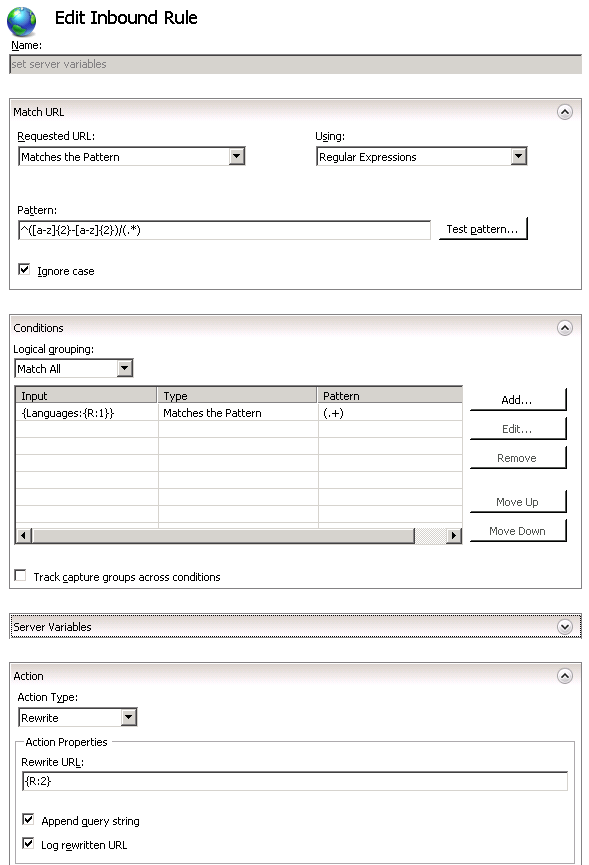 Edit Inbound Rule
Name:
set server variables
Match URL
Requested URL: Using:
Matches the Pattern Regular Expressions
Pattern:
^([a-z]{2}-[a-z]{2})/(.*) Test pattern...
Ignore case
Conditions
Logical grouping:
Match All
Input Type Pattern
{Languages:{R:1}} Matches the Pattern (.+)
Add...
Edit...
Remove
Move Up
Move Down
Track capture groups across conditions
Server Variables
Action
Action Type:
Rewrite
Action Properties
Rewrite URL:
{R:2}
Append query string
Log rewritten URL